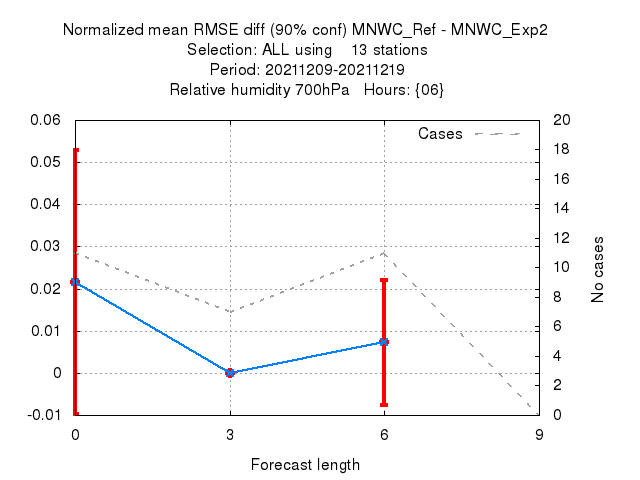 Normalized mean RMSE diff (90% conf) MNWC_Ref - MNWC_Exp2
Selection: ALL using    13 stations
Period: 20211209-20211219
Relative humidity 700hPa   Hours: {06}
Cases
0.06
0.05
0.04
0.03
0.02
0.01
0
-0.01
20
18
16
14
12
10
8
6
4
2
0
No cases
0 3 6 9
Forecast length